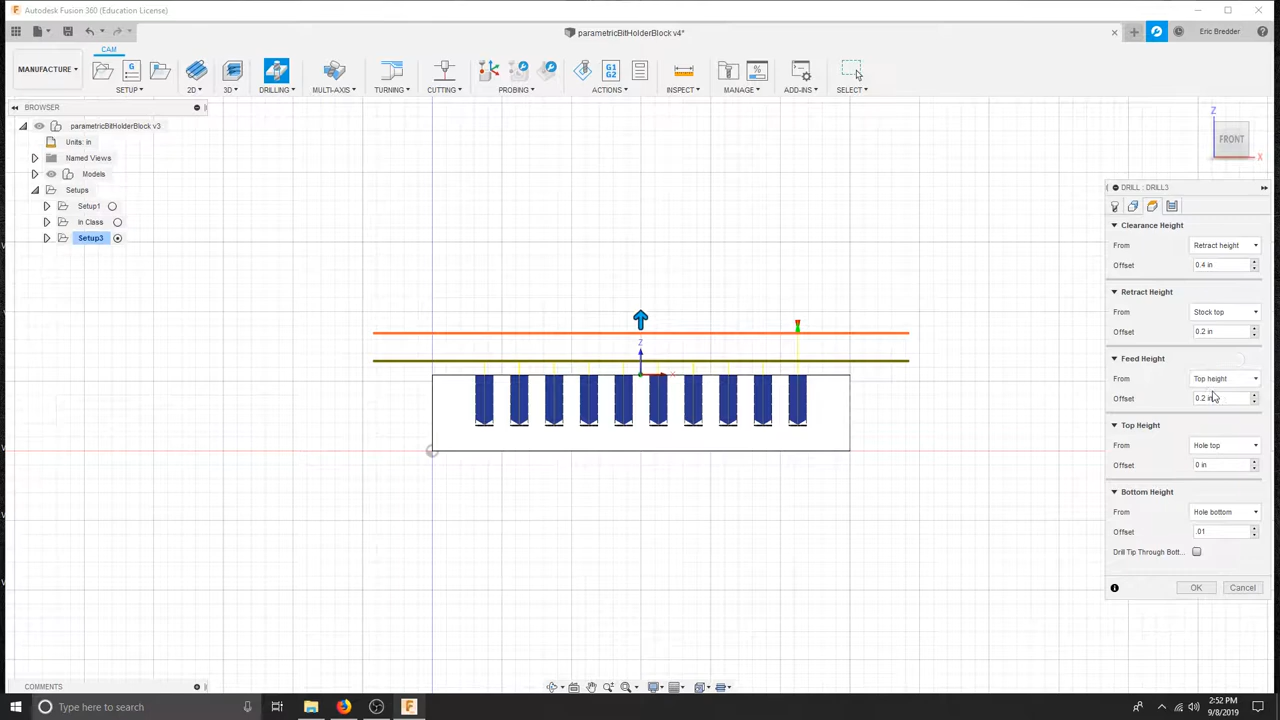 Autodesk Fusion 360 (Education License)
parametricBitHolderBlock v4*
Eric Bredder
CAM
MANUFACTURE
SETUP
2D
3D
DRILLING
MULTI-AXIS
TURNING
CUTTING
PROBING
ACTIONS
INSPECT
MANAGE
ADD-INS
SELECT
G
G1
G2
BROWSER
parametricBitHolderBlock v3
Units: in
Named Views
Models
Setups
Setup1
In Class
Setup3
Z
FRONT
X
Z
X
DRILL : DRILL3
Clearance Height
From Retract height
Offset 0.4 in
Retract Height
From Stock top
Offset 0.2 in
Feed Height
From Top height
Offset 0.2 in
Top Height
From Hole top
Offset 0 in
Bottom Height
From Hole bottom
Offset .01
Drill Tip Through Bott...
OK Cancel
COMMENTS
Type here to search
2:52 PM
9/8/2019